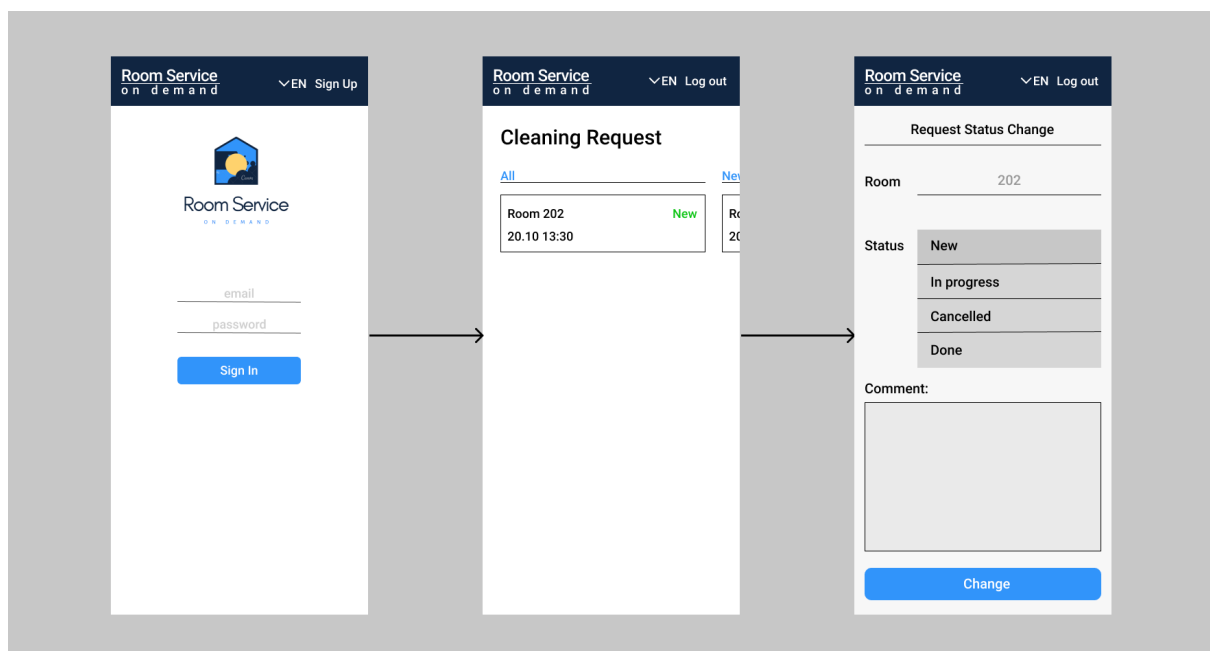 Room Service
on demand
EN Sign Up
Room Service
ON DEMAND
email
password
Sign In
Room Service
on demand
EN Log out
Cleaning Request
All
New
Room 202 New
20.10 13:30
Room Service
on demand
EN Log out
Request Status Change
Room 202
Status New
In progress
Cancelled
Done
Comment:
Change